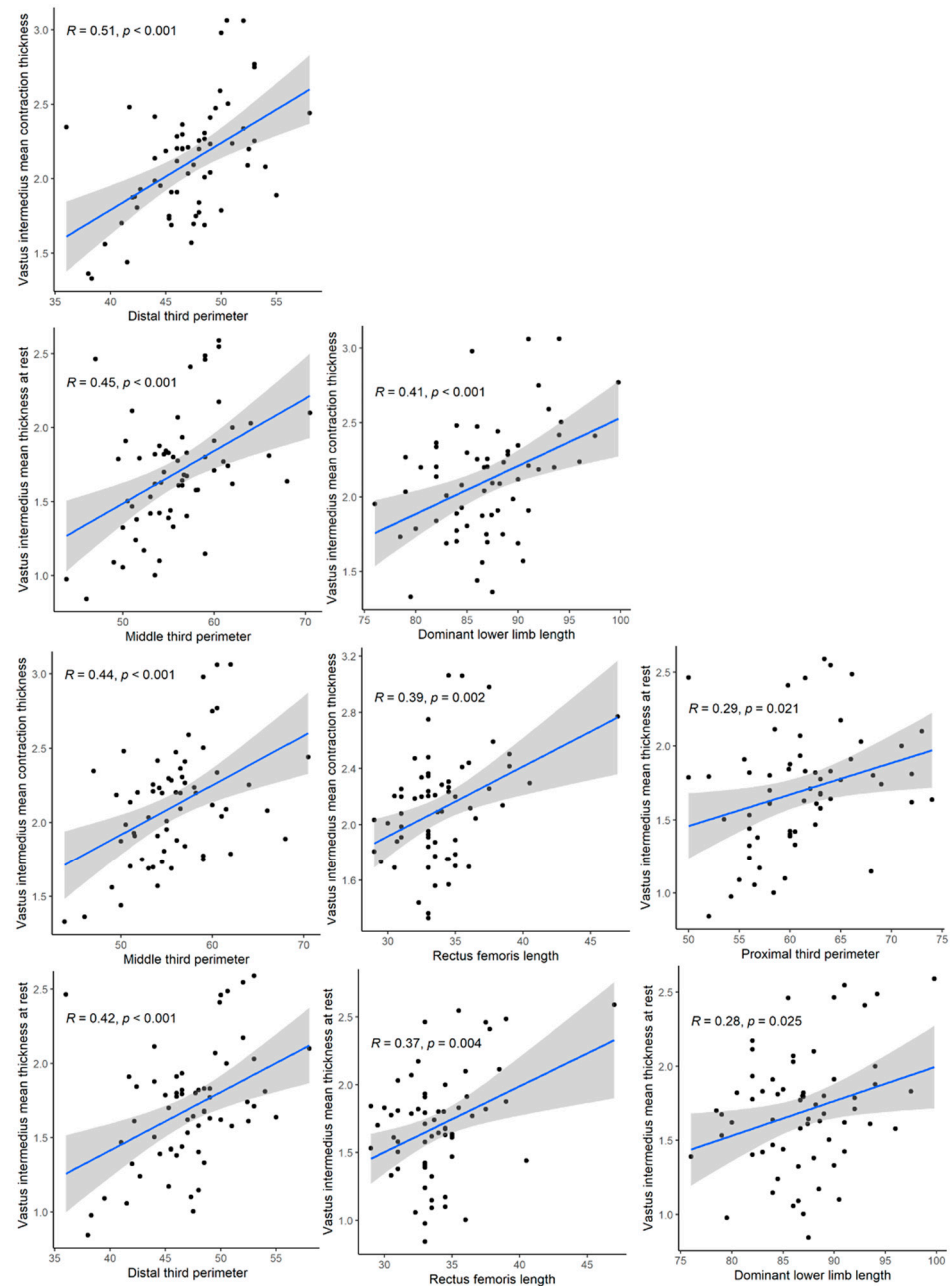 R = 0.51, p < 0.001
Vastus intermedius mean contraction thickness
3.0
2.5
2.0
1.5
35 40 45 50 55
Distal third perimeter
R = 0.45, p < 0.001
Vastus intermedius mean thickness at rest
2.5
2.0
1.5
1.0
50 60 70
Middle third perimeter
R = 0.41, p < 0.001
Vastus intermedius mean contraction thickness
3.0
2.5
2.0
1.5
75 80 85 90 95 100
Dominant lower limb length
R = 0.44, p < 0.001
Vastus intermedius mean contraction thickness
3.0
2.5
2.0
1.5
50 60 70
Middle third perimeter
R = 0.39, p = 0.002
Vastus intermedius mean contraction thickness
3.2
2.8
2.4
2.0
1.6
30 35 40 45
Rectus femoris length
R = 0.29, p = 0.021
Vastus intermedius mean thickness at rest
2.5
2.0
1.5
1.0
50 55 60 65 70 75
Proximal third perimeter
R = 0.42, p < 0.001
Vastus intermedius mean thickness at rest
2.5
2.0
1.5
1.0
35 40 45 50 55
Distal third perimeter
R = 0.37, p = 0.004
Vastus intermedius mean thickness at rest
2.5
2.0
1.5
1.0
30 35 40 45
Rectus femoris length
R = 0.28, p = 0.025
Vastus intermedius mean thickness at rest
2.5
2.0
1.5
1.0
75 80 85 90 95 100
Dominant lower limb length